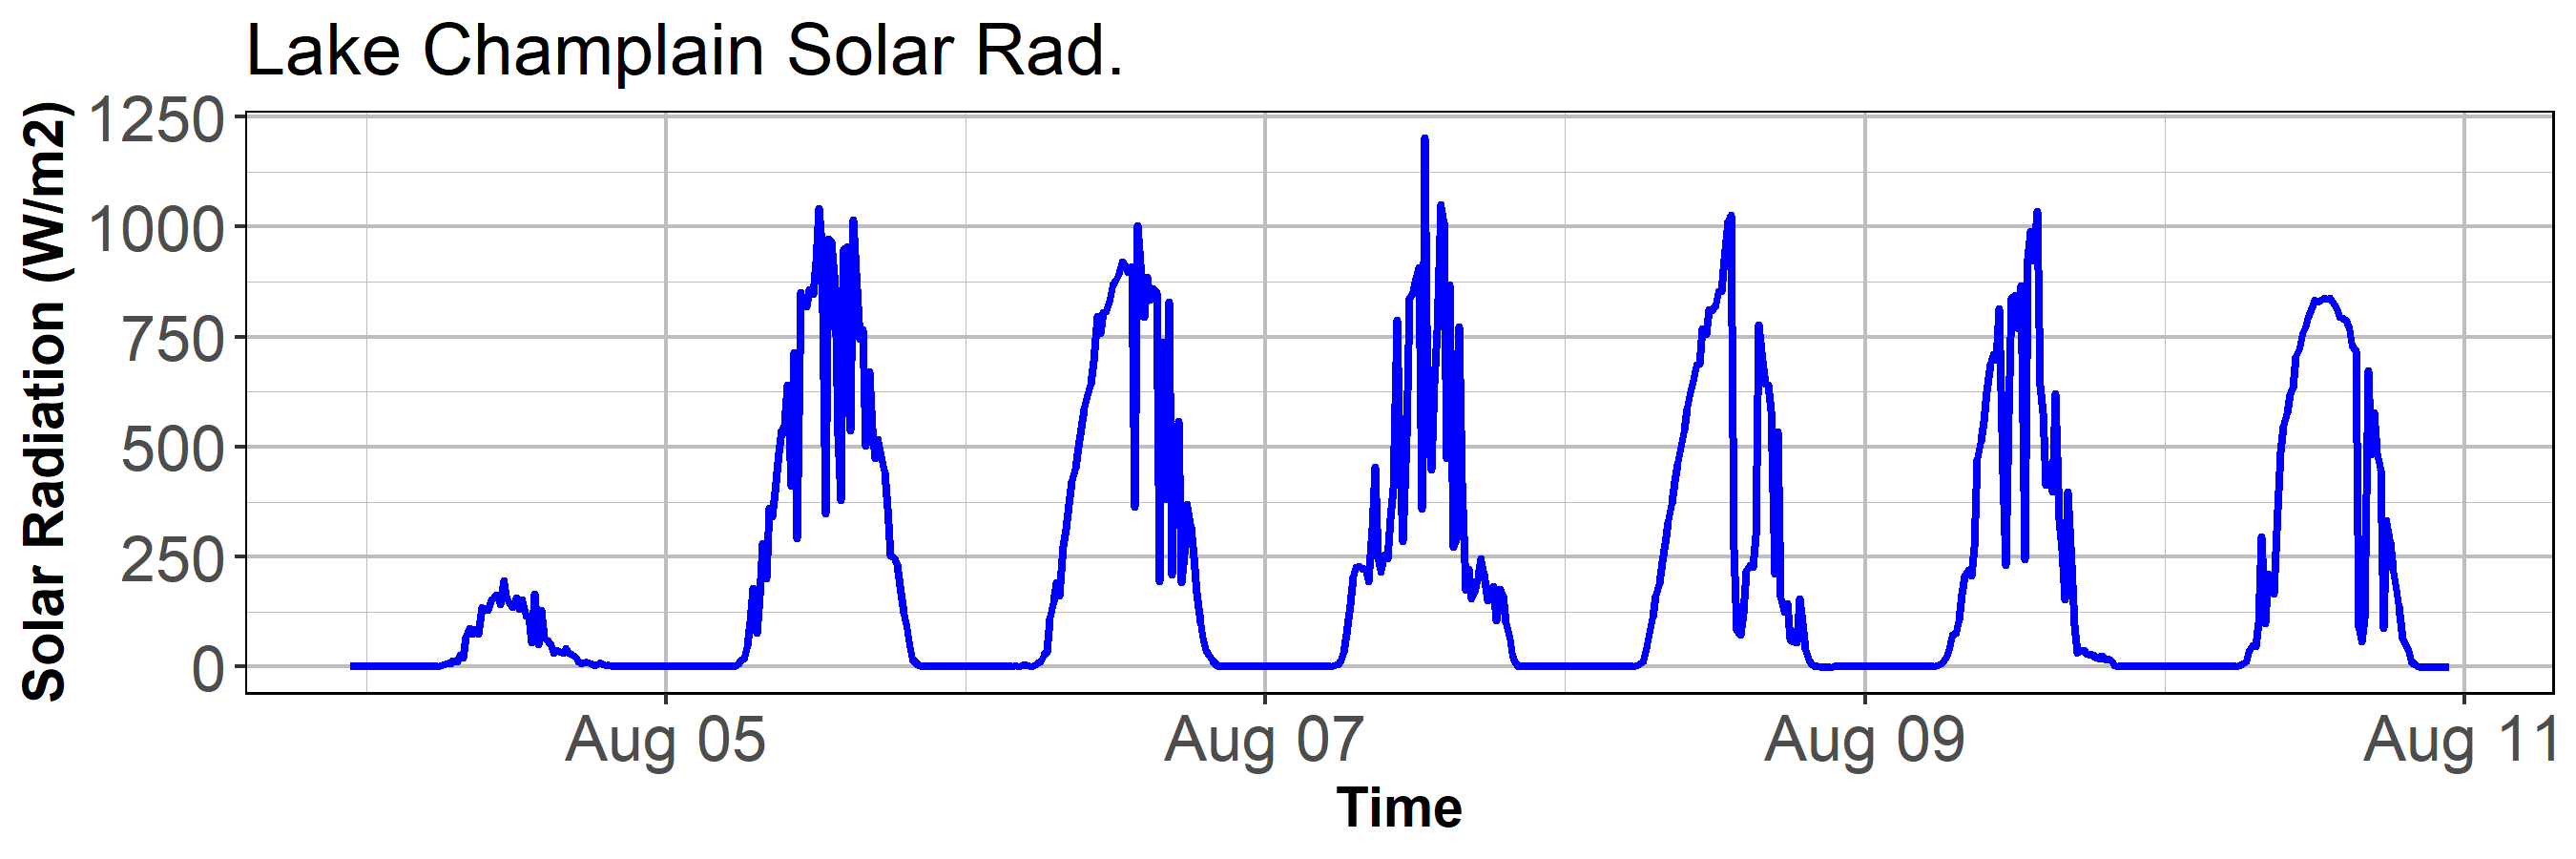 Lake Champlain Solar Rad.
Solar Radiation (W/m2)
1250
1000
750
500
250
0
Aug 05
Aug 07
Aug 09
Aug 11
Time